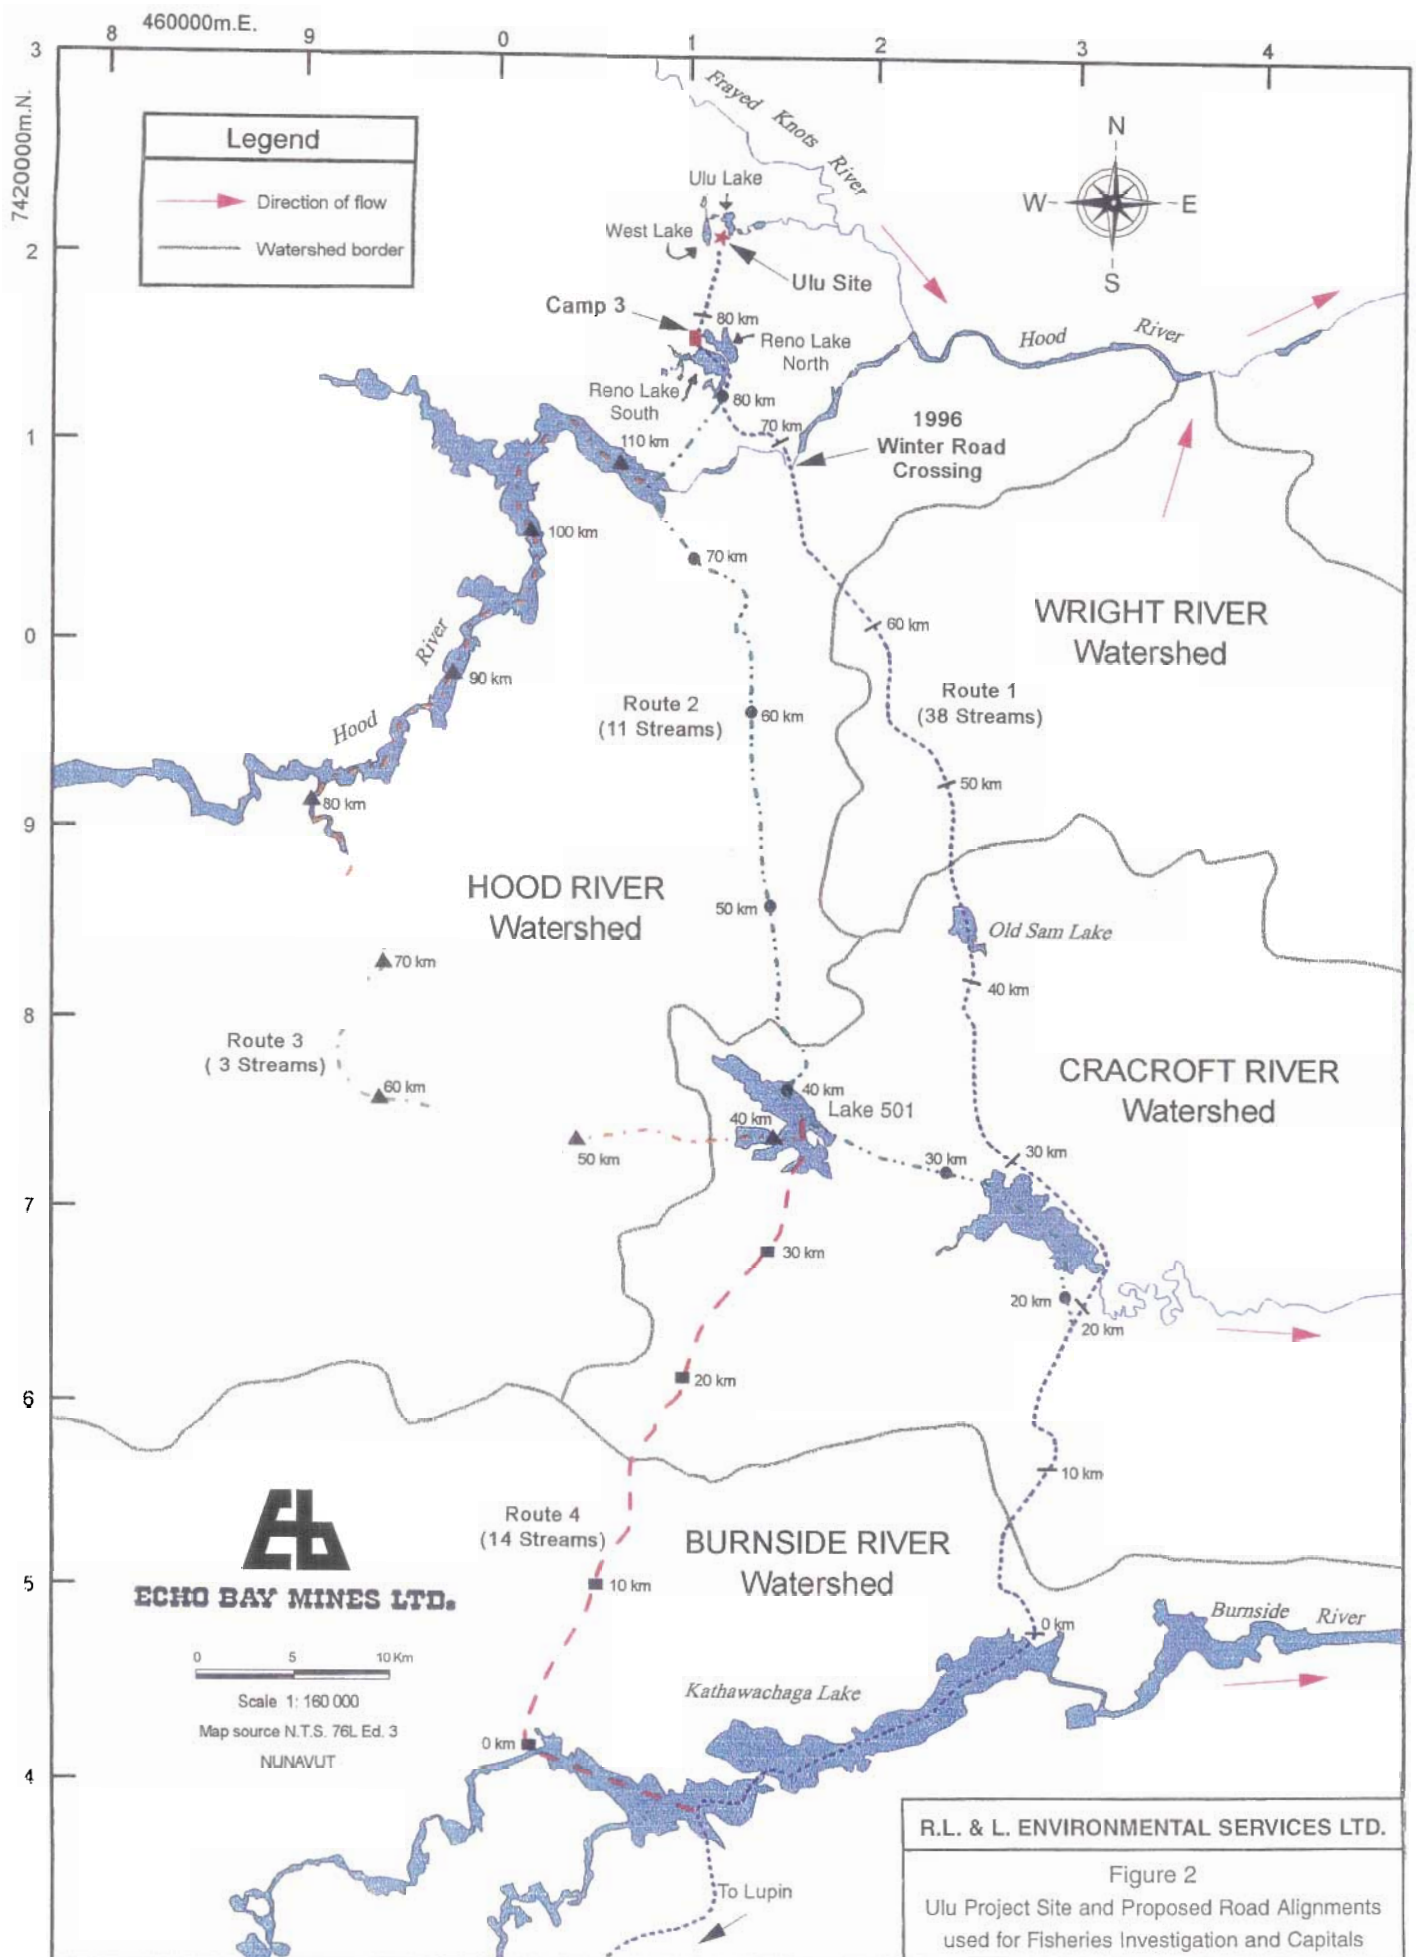 460000m.E.
8
9
0
1
2
3
4
3
7420000m.N.
2
1
0
9
8
7
6
5
4
Legend
Direction of flow
Watershed border
N
W
E
S
Frayed Knots River
Ulu Lake
West Lake
Ulu Site
Camp 3
80 km
Reno Lake
North
Reno Lake
South
80 km
Hood River
70 km
1996
Winter Road
Crossing
110 km
100 km
70 km
60 km
WRIGHT RIVER
Watershed
Hood River
90 km
Route 2
(11 Streams)
60 km
Route 1
(38 Streams)
50 km
80 km
HOOD RIVER
Watershed
50 km
Old Sam Lake
70 km
40 km
Route 3
( 3 Streams)
60 km
CRACROFT RIVER
Watershed
40 km
Lake 501
40 km
50 km
30 km
30 km
30 km
20 km
20 km
20 km
10 km
Route 4
(14 Streams)
BURNSIDE RIVER
Watershed
10 km
Eb
ECHO BAY MINES LTD.
0 5 10 Km
Scale 1: 160 000
Map source N.T.S. 76L Ed. 3
NUNAVUT
0 km
Burnside River
Kathawachaga Lake
0 km
To Lupin
R.L. & L. ENVIRONMENTAL SERVICES LTD.
Figure 2
Ulu Project Site and Proposed Road Alignments
used for Fisheries Investigation and Capitals